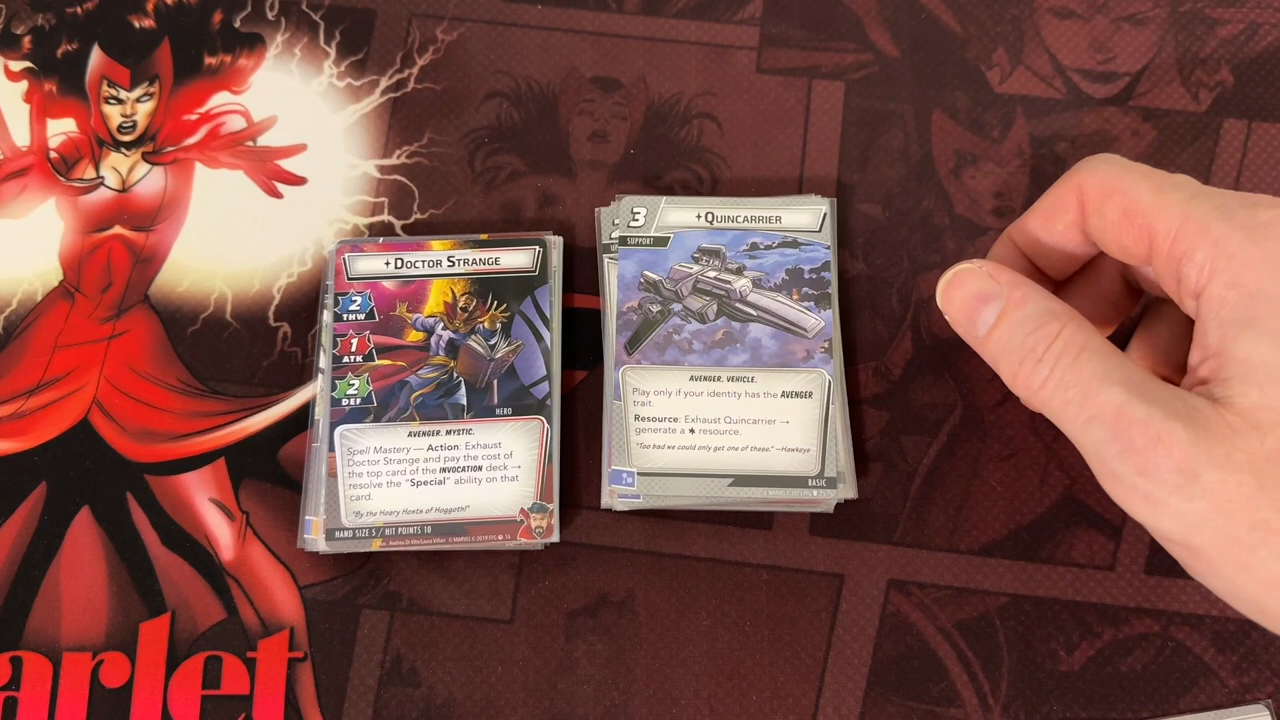 DOCTOR STRANGE
2
THW
1
ATK
2
DEF
HERO
AVENGER. MYSTIC.
Spell Mastery — Action: Exhaust
Doctor Strange and pay the cost of
the top card of the INVOCATION deck →
resolve the “Special” ability on that
card.
"By the Hoary Hosts of Hoggoth!"
HAND SIZE 5 / HIT POINTS 10
© MARVEL © 2019 FFG
3
QUINCARRIER
SUPPORT
AVENGER. VEHICLE.
Play only if your identity has the AVENGER
trait.
Resource: Exhaust Quincarrier →
generate a resource.
"Too bad we could only get one of these." —Hawkeye
BASIC
arlet